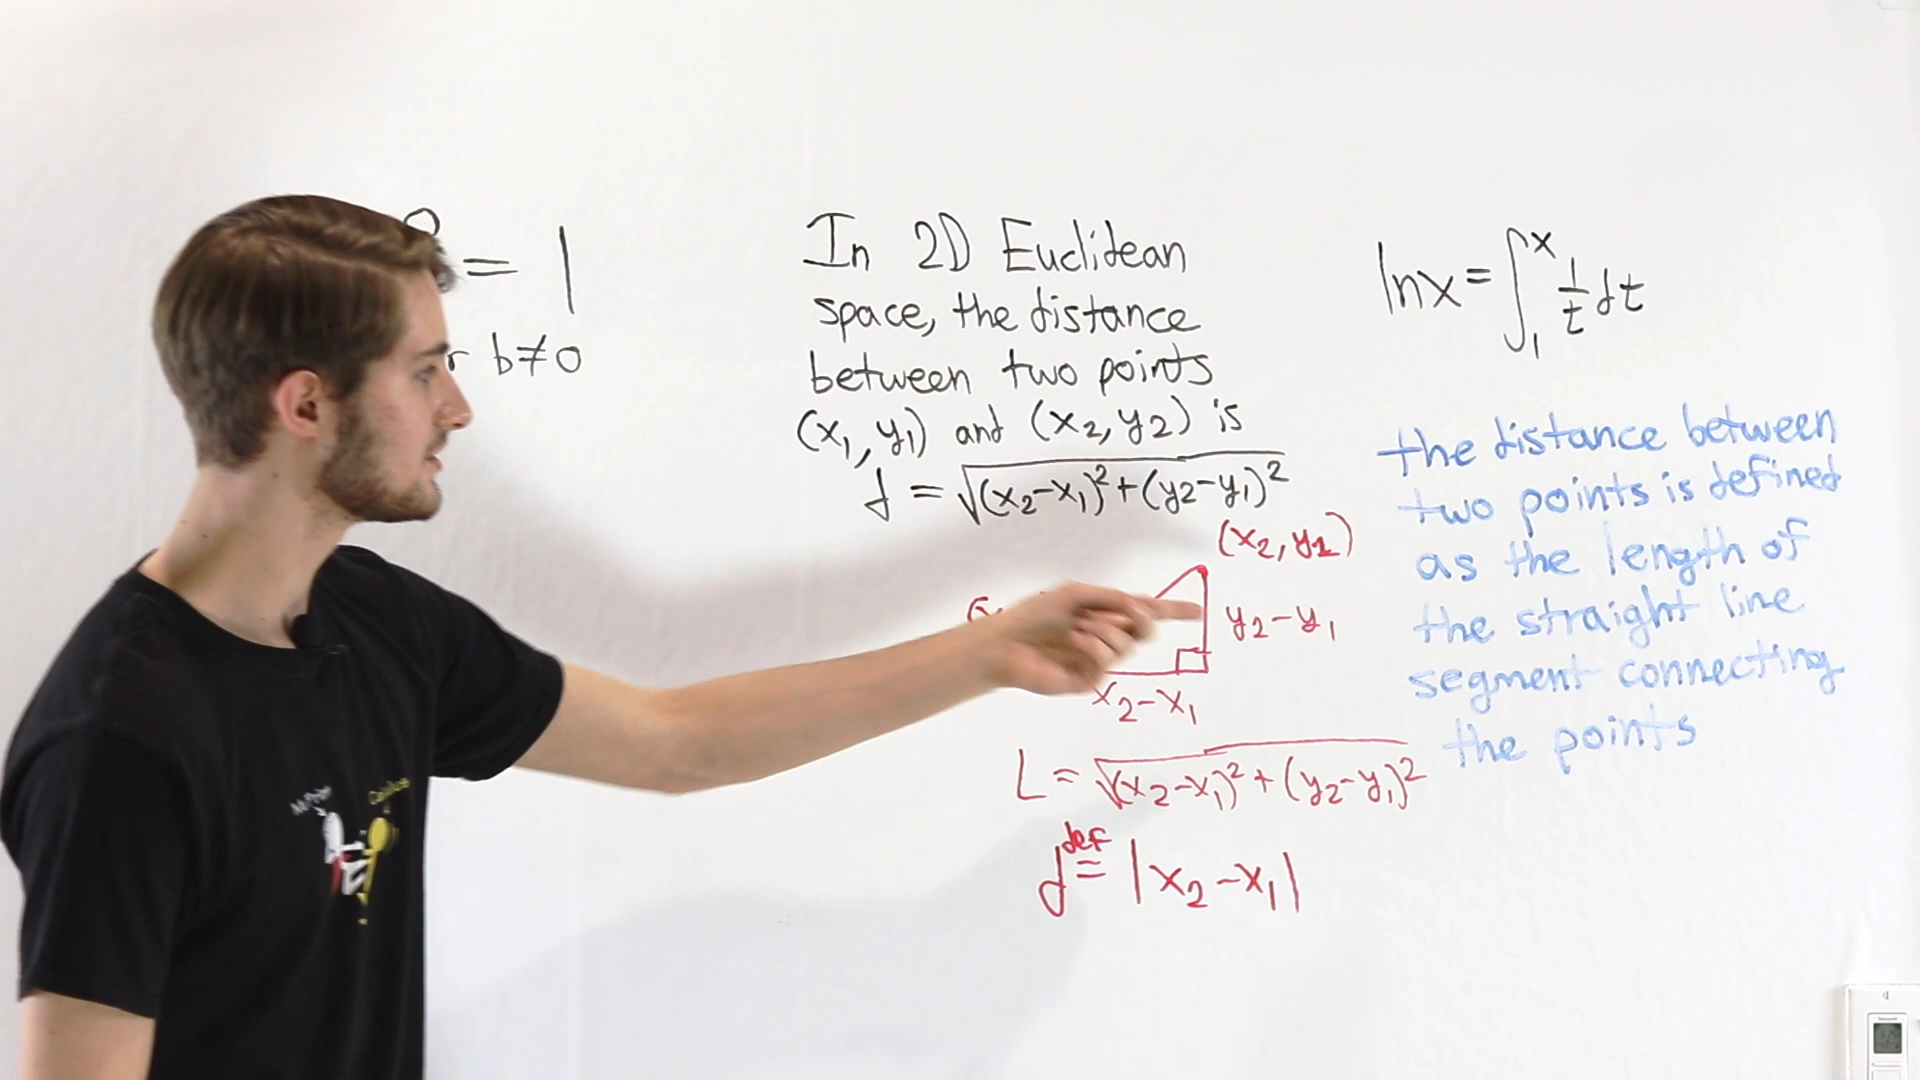 = 1
b≠0
In 2D Euclidean
space, the distance
between two points
(x₁, y₁) and (x₂, y₂) is
d = √(x₂-x₁)²+(y₂-y₁)²
(x₂, y₂)
y₂-y₁
x₂-x₁
L = √(x₂-x₁)²+(y₂-y₁)²
def
d = |x₂-x₁|
ln x = ∫₁ˣ 1/t dt
the distance between
two points is defined
as the length of
the straight line
segment connecting
the points